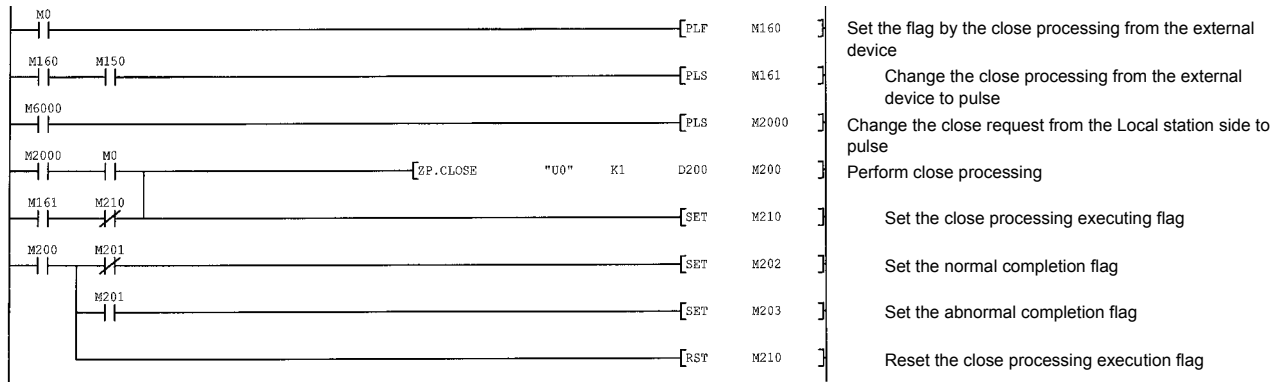 M0
[PLF M160 ]
Set the flag by the close processing from the external
device
M160 M150
[PLS M161 ]
Change the close processing from the external
device to pulse
M6000
[PLS M2000 ]
Change the close request from the Local station side to
pulse
M2000 M0
[ZP.CLOSE "U0" K1 D200 M200 ]
Perform close processing
M161 M210
[SET M210 ]
Set the close processing executing flag
M200 M201
[SET M202 ]
Set the normal completion flag
M201
[SET M203 ]
Set the abnormal completion flag
[RST M210 ]
Reset the close processing execution flag